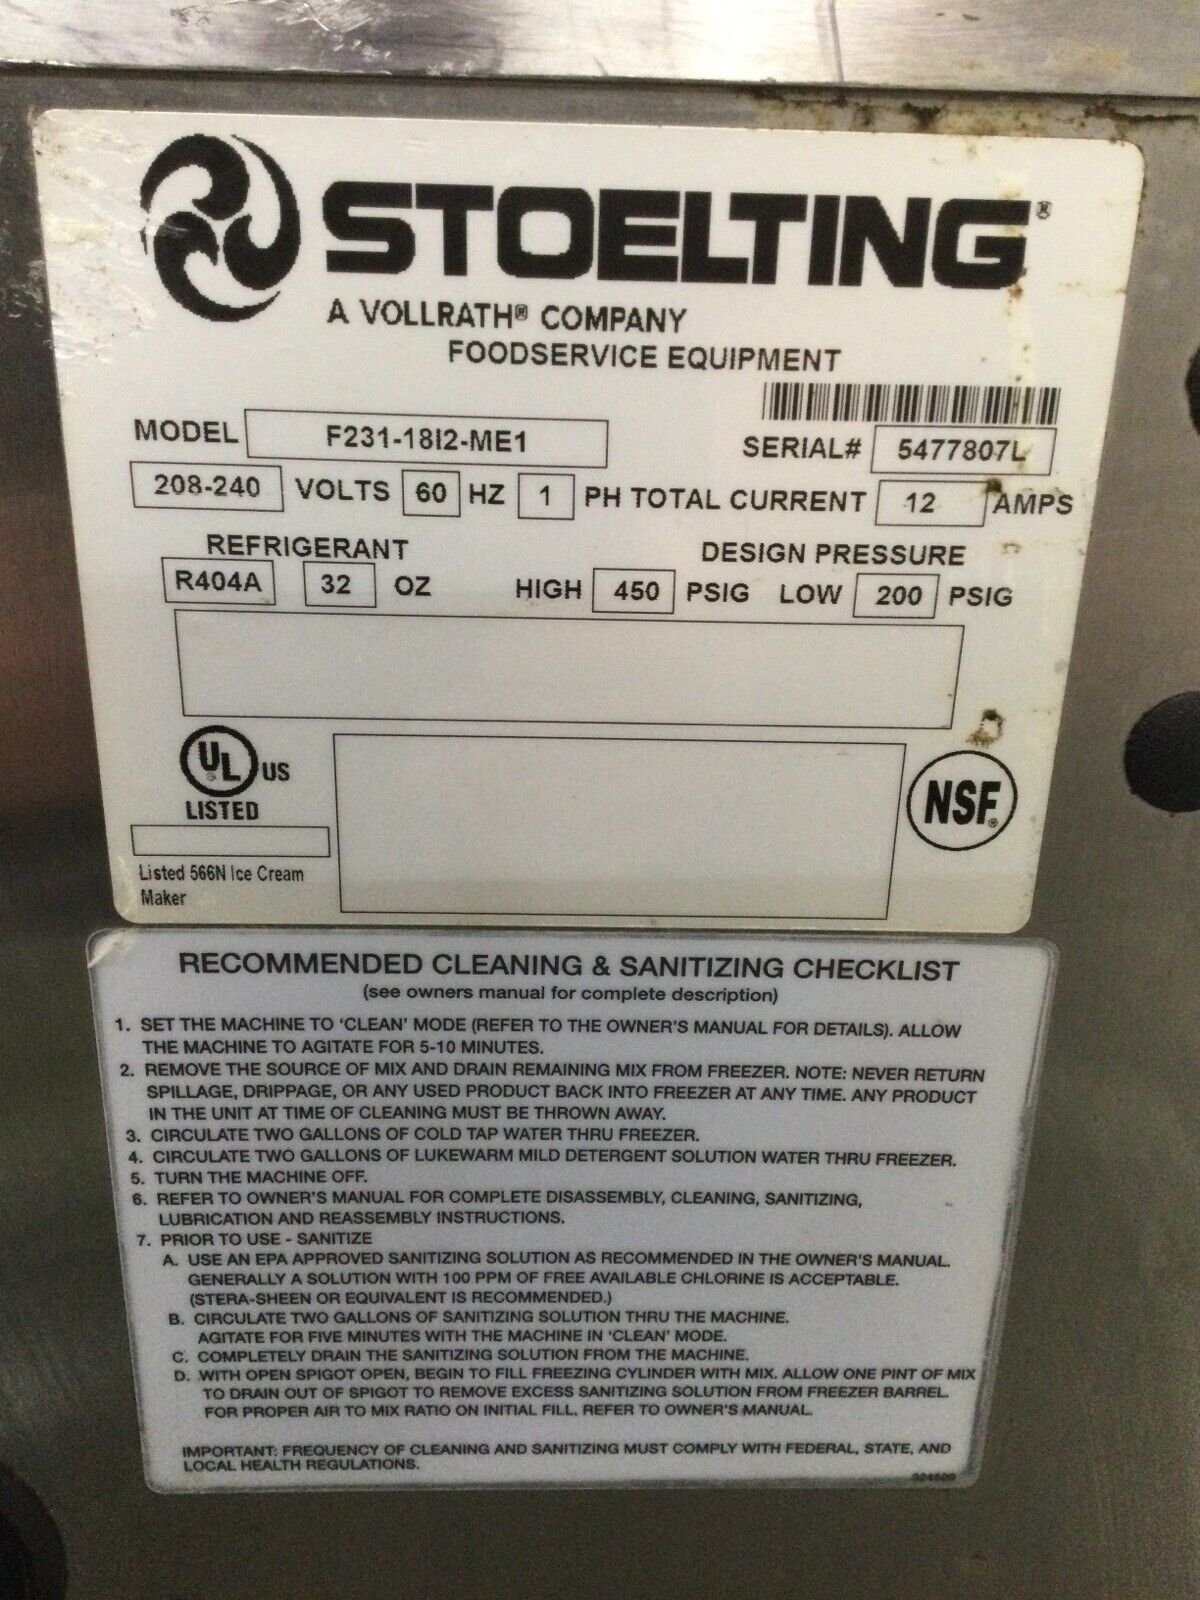 STOELTING®
A VOLLRATH® COMPANY
FOODSERVICE EQUIPMENT
MODEL F231-18I2-ME1 SERIAL# 5477807L
208-240 VOLTS 60 HZ 1 PH TOTAL CURRENT 12 AMPS
REFRIGERANT DESIGN PRESSURE
R404A 32 OZ HIGH 450 PSIG LOW 200 PSIG
UL US
LISTED
NSF®
Listed 566N Ice Cream
Maker
RECOMMENDED CLEANING & SANITIZING CHECKLIST
(see owners manual for complete description)
1. SET THE MACHINE TO 'CLEAN' MODE (REFER TO THE OWNER'S MANUAL FOR DETAILS). ALLOW
THE MACHINE TO AGITATE FOR 5-10 MINUTES.
2. REMOVE THE SOURCE OF MIX AND DRAIN REMAINING MIX FROM FREEZER. NOTE: NEVER RETURN
SPILLAGE, DRIPPAGE, OR ANY USED PRODUCT BACK INTO FREEZER AT ANY TIME. ANY PRODUCT
IN THE UNIT AT TIME OF CLEANING MUST BE THROWN AWAY.
3. CIRCULATE TWO GALLONS OF COLD TAP WATER THRU FREEZER.
4. CIRCULATE TWO GALLONS OF LUKEWARM MILD DETERGENT SOLUTION WATER THRU FREEZER.
5. TURN THE MACHINE OFF.
6. REFER TO OWNER'S MANUAL FOR COMPLETE DISASSEMBLY, CLEANING, SANITIZING,
LUBRICATION AND REASSEMBLY INSTRUCTIONS.
7. PRIOR TO USE - SANITIZE
A. USE AN EPA APPROVED SANITIZING SOLUTION AS RECOMMENDED IN THE OWNER'S MANUAL.
GENERALLY A SOLUTION WITH 100 PPM OF FREE AVAILABLE CHLORINE IS ACCEPTABLE.
(STERA-SHEEN OR EQUIVALENT IS RECOMMENDED.)
B. CIRCULATE TWO GALLONS OF SANITIZING SOLUTION THRU THE MACHINE.
AGITATE FOR FIVE MINUTES WITH THE MACHINE IN 'CLEAN' MODE.
C. COMPLETELY DRAIN THE SANITIZING SOLUTION FROM THE MACHINE.
D. WITH OPEN SPIGOT OPEN, BEGIN TO FILL FREEZING CYLINDER WITH MIX. ALLOW ONE PINT OF MIX
TO DRAIN OUT OF SPIGOT TO REMOVE EXCESS SANITIZING SOLUTION FROM FREEZER BARREL.
FOR PROPER AIR TO MIX RATIO ON INITIAL FILL, REFER TO OWNER'S MANUAL.
IMPORTANT: FREQUENCY OF CLEANING AND SANITIZING MUST COMPLY WITH FEDERAL, STATE, AND
LOCAL HEALTH REGULATIONS.